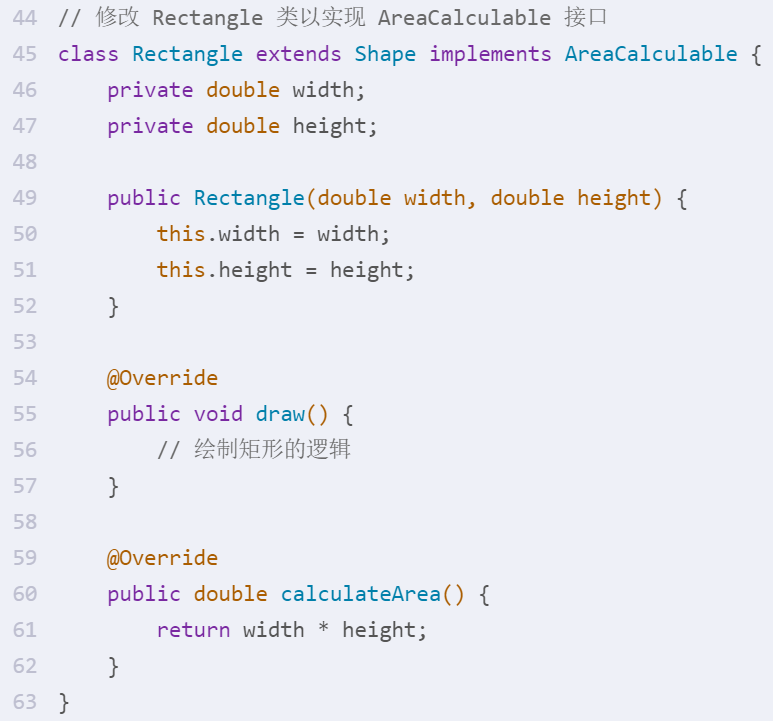 44 // 修改 Rectangle 类以实现 AreaCalculable 接口
45 class Rectangle extends Shape implements AreaCalculable {
46     private double width;
47     private double height;
48
49     public Rectangle(double width, double height) {
50         this.width = width;
51         this.height = height;
52     }
53
54     @Override
55     public void draw() {
56         // 绘制矩形的逻辑
57     }
58
59     @Override
60     public double calculateArea() {
61         return width * height;
62     }
63 }